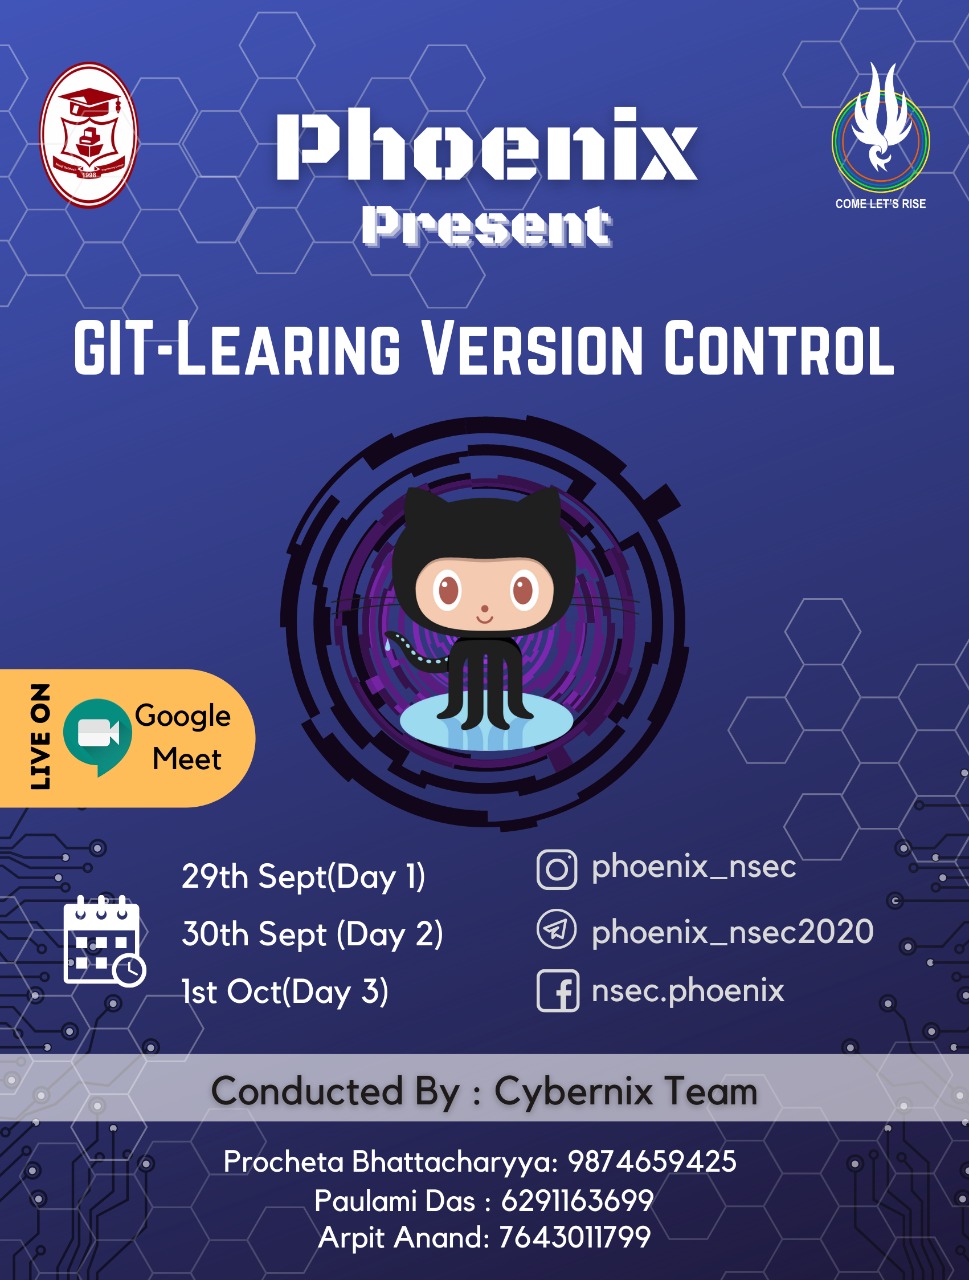 1998
COME LET'S RISE
Phoenix
Present
GIT-LEARING VERSION CONTROL
LIVE ON
Google
Meet
29th Sept(Day 1)
30th Sept (Day 2)
1st Oct(Day 3)
phoenix_nsec
phoenix_nsec2020
nsec.phoenix
Conducted By : Cybernix Team
Procheta Bhattacharyya: 9874659425
Paulami Das : 6291163699
Arpit Anand: 7643011799